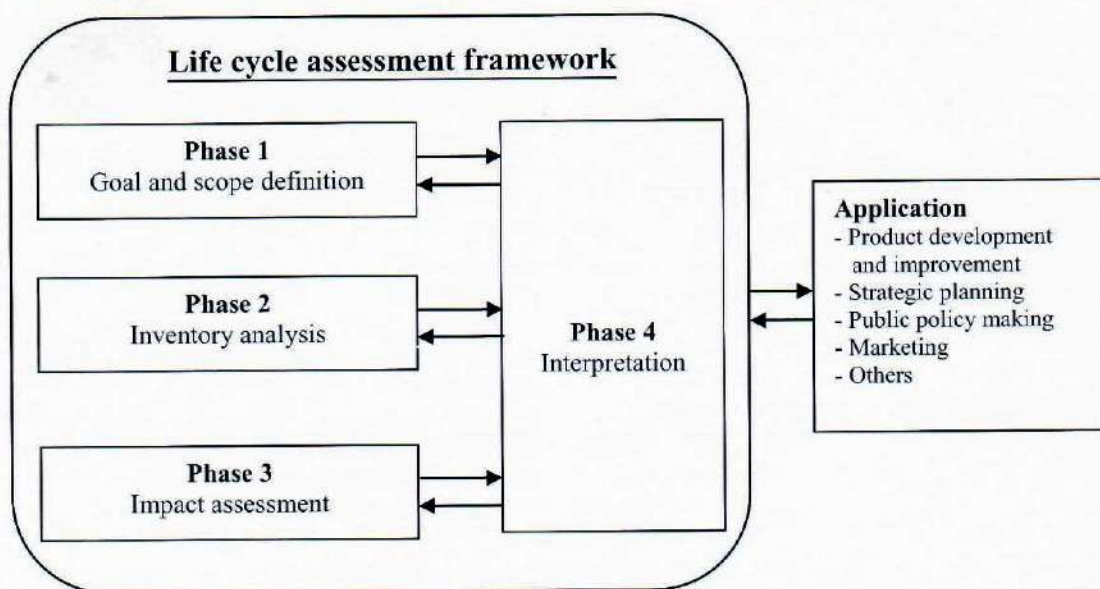 Life cycle assessment framework
Phase 1
Goal and scope definition
Phase 2
Inventory analysis
Phase 3
Impact assessment
Phase 4
Interpretation
Application
- Product development
and improvement
- Strategic planning
- Public policy making
- Marketing
- Others